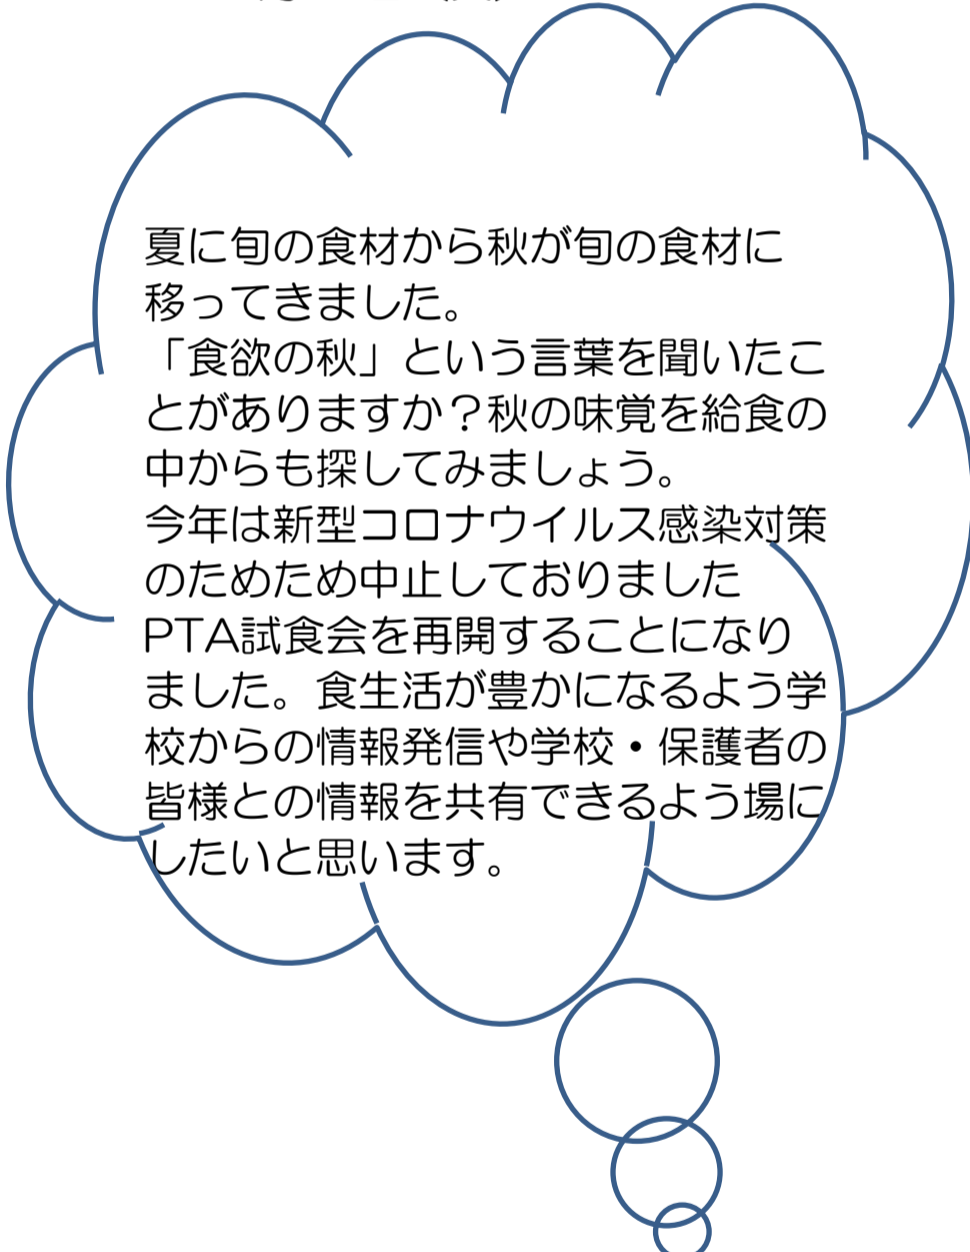 夏に旬の食材から秋が旬の食材に
移ってきました。
「食欲の秋」という言葉を聞いたこ
とがありますか？秋の味覚を給食の
中からも探してみましょう。
今年は新型コロナウイルス感染対策
のためため中止しておりました
PTA試食会を再開することになり
ました。食生活が豊かになるよう学
校からの情報発信や学校・保護者の
皆様との情報を共有できるよう場に
したいと思います。